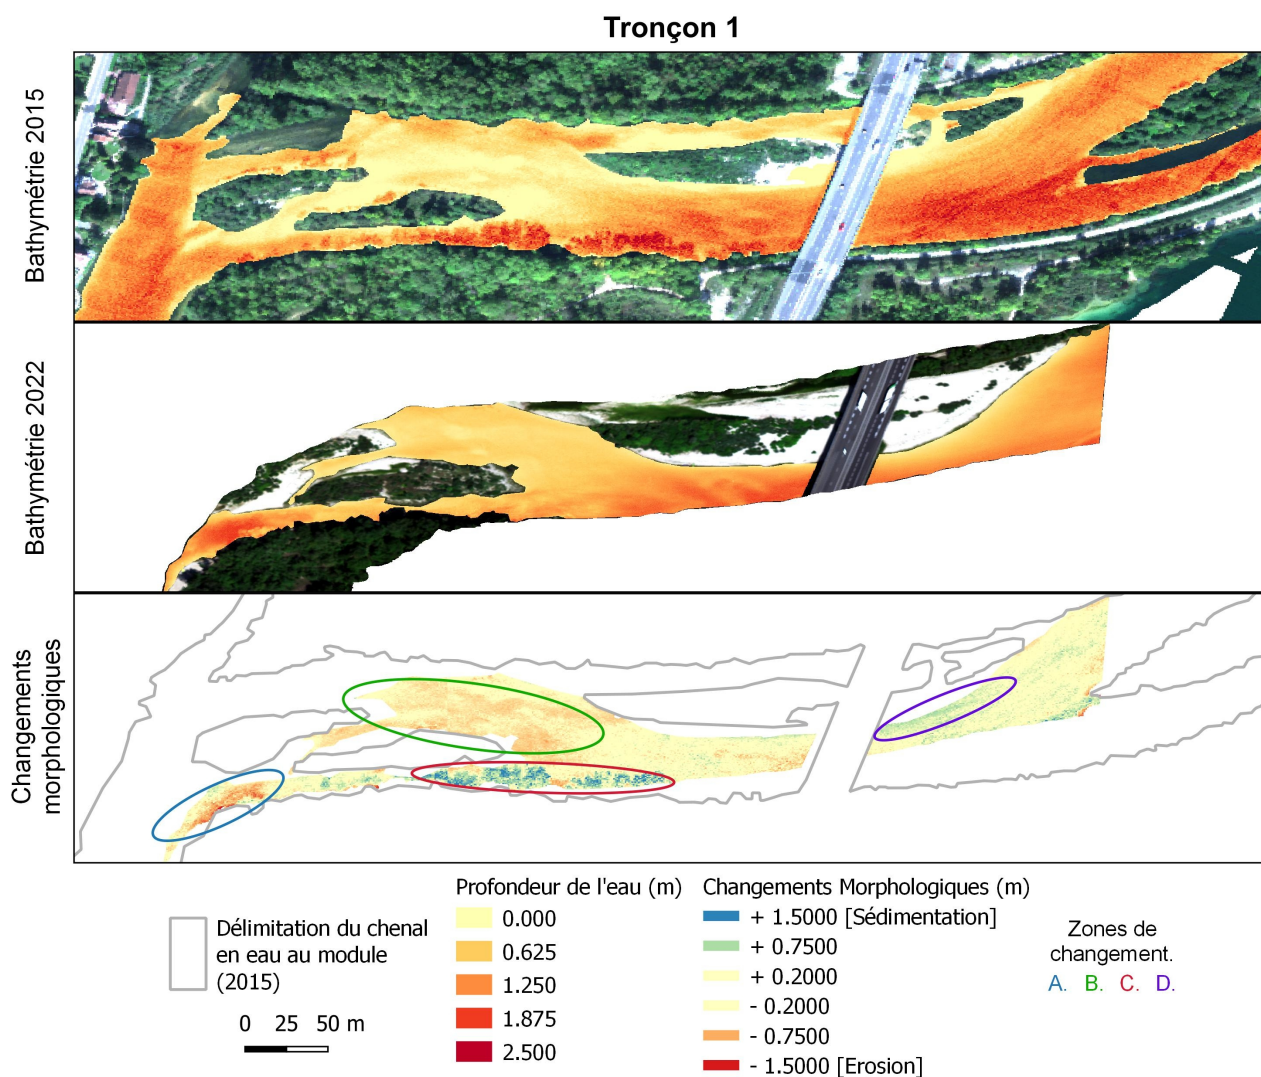 Tronçon 1
Bathymétrie 2015
Bathymétrie 2022
Changements
morphologiques
Délimitation du chenal
en eau au module
(2015)
0 25 50 m
Profondeur de l'eau (m)
0.000
0.625
1.250
1.875
2.500
Changements Morphologiques (m)
+ 1.5000 [Sédimentation]
+ 0.7500
+ 0.2000
- 0.2000
- 0.7500
- 1.5000 [Erosion]
Zones de
changement.
A. B. C. D.